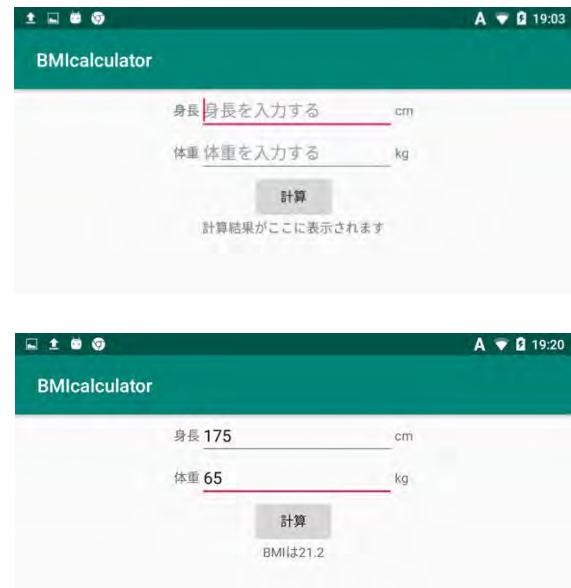 A 19:03
BMIcalculator
身長 身長を入力する cm
体重 体重を入力する kg
計算
計算結果がここに表示されます
A 19:20
BMIcalculator
身長 175 cm
体重 65 kg
計算
BMIは21.2